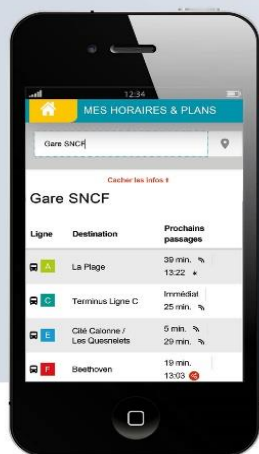 12:34
MES HORAIRES & PLANS
Gare SNCF
Cacher les Infos
Gare SNCF
Ligne Destination Prochains passages
A La Plage 39 min.
13:22 *
C Terminus Ligne C Immédiat
25 min.
E Cité Calonne / Les Quesnelets 5 min.
29 min.
F Beethoven 19 min.
13:03